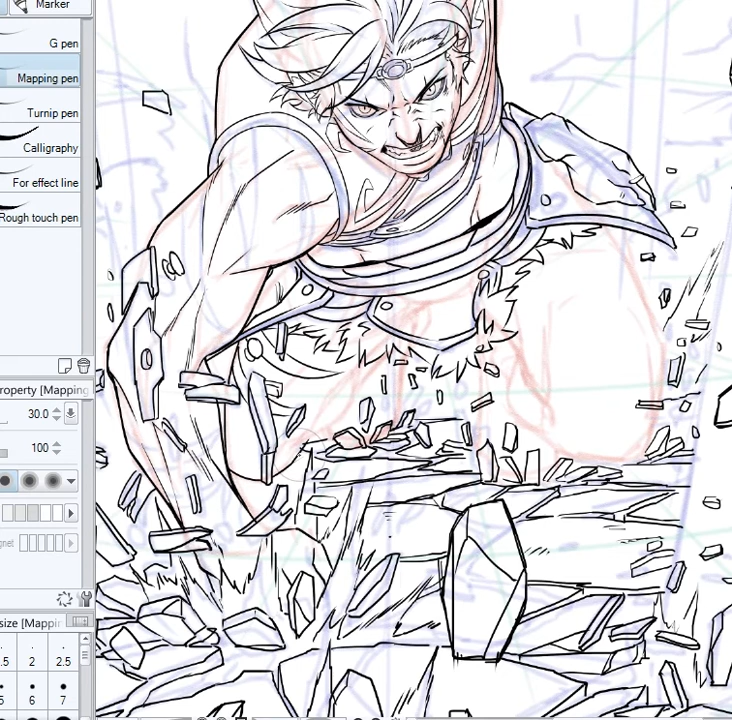 Marker
G pen
Mapping pen
Turnip pen
Calligraphy
For effect line
Rough touch pen
roperty [Mapping
30.0
100
gnet
size [Mappin
.5 2 2.5
5 6 7